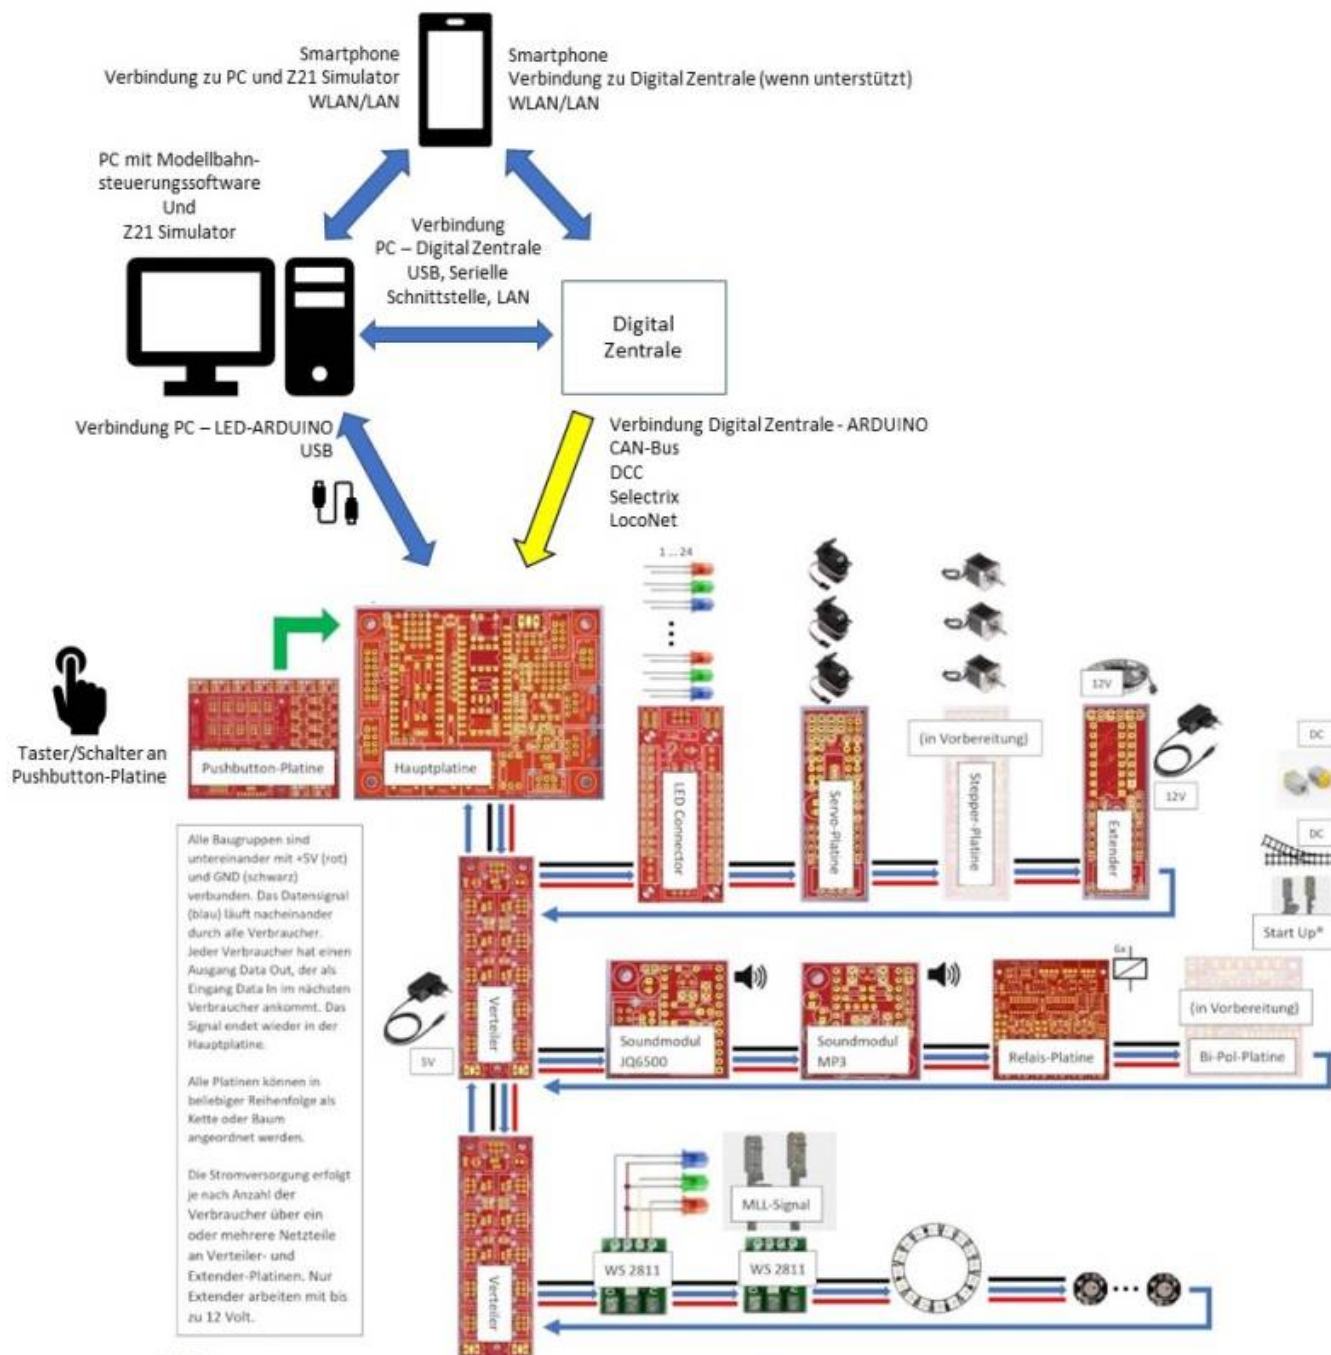 Smartphone
Verbindung zu PC und Z21 Simulator
WLAN/LAN
Smartphone
Verbindung zu Digital Zentrale (wenn unterstützt)
WLAN/LAN
PC mit Modellbahn-
steuerungssoftware
Und
Z21 Simulator
Verbindung
PC – Digital Zentrale
USB, Serielle
Schnittstelle, LAN
Digital
Zentrale
Verbindung PC – LED-ARDUINO
USB
Verbindung Digital Zentrale - ARDUINO
CAN-Bus
DCC
Selectrix
LocoNet
1 ... 24
Taster/Schalter an
Pushbutton-Platine
Pushbutton-Platine
Hauptplatine
LED Connector
Servo-Platine
(in Vorbereitung)
Stepper-Platine
12V
Extender
12V
DC
DC
Start Up®
Alle Baugruppen sind
untereinander mit +5V (rot)
und GND (schwarz)
verbunden. Das Datensignal
(blau) läuft nacheinander
durch alle Verbraucher.
Jeder Verbraucher hat einen
Ausgang Data Out, der als
Eingang Data In im nächsten
Verbraucher ankommt. Das
Signal endet wieder in der
Hauptplatine.
Alle Platinen können in
beliebiger Reihenfolge als
Kette oder Baum
angeordnet werden.
Die Stromversorgung erfolgt
je nach Anzahl der
Verbraucher über ein
oder mehrere Netzteile
an Verteiler- und
Extender-Platinen. Nur
Extender arbeiten mit bis
zu 12 Volt.
5V
Verteiler
Soundmodul
JQ6500
Soundmodul
MP3
6x
Relais-Platine
(in Vorbereitung)
Bi-Pol-Platine
Verteiler
WS 2811
MLL-Signal
WS 2811